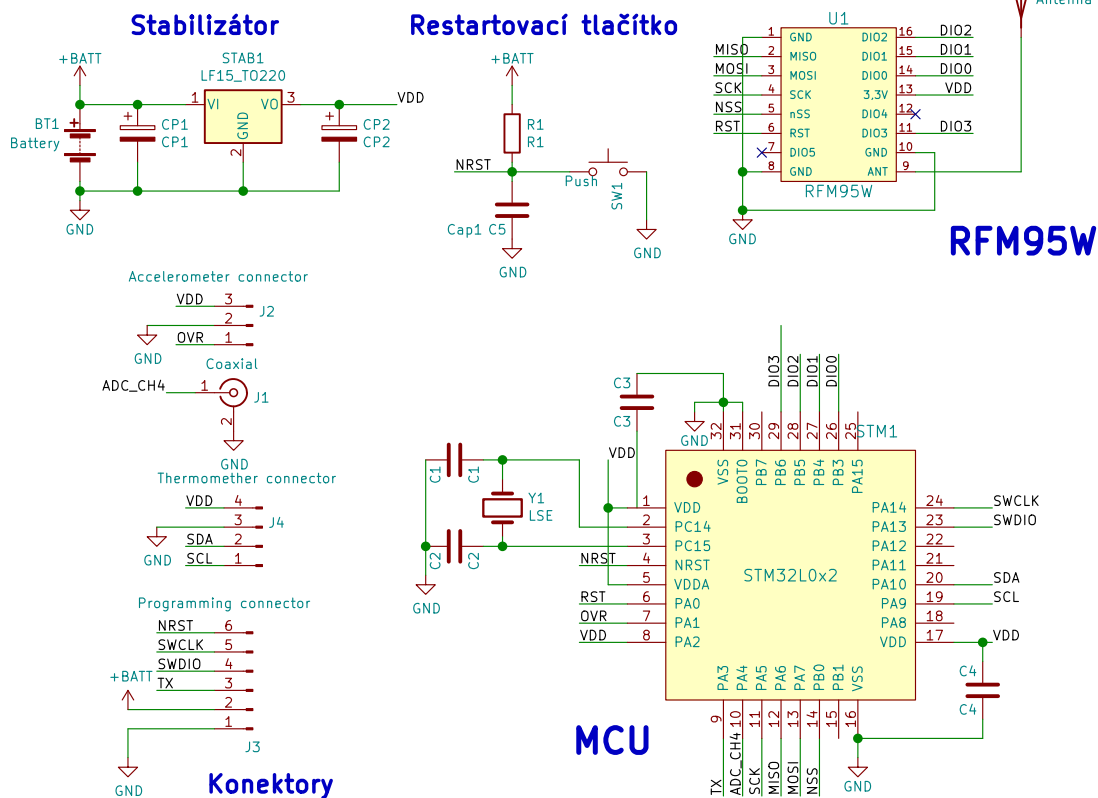 Stabilizátor
+BATT
STAB1
LF15_TO220
1 VI VO 3
VDD
GND
2
BT1
Battery
+
+
CP1
CP1
+
CP2
CP2
GND
Restartovací tlačítko
+BATT
R1
R1
NRST
Push
SW1
Cap1 C5
GND
GND
Antenna
U1
1 GND DIO2 16 DIO2
MISO 2 MISO DIO1 15 DIO1
MOSI 3 MOSI DIO0 14 DIO0
SCK 4 SCK 3,3V 13 VDD
NSS 5 nSS DIO4 12
RST 6 RST DIO3 11 DIO3
7 DIO5 GND 10
8 GND ANT 9
RFM95W
GND
RFM95W
Accelerometer connector
VDD 3
2
J2
OVR 1
GND
Coaxial
ADC_CH4 1
J1
2
GND
Thermomether connector
VDD 4
3
J4
SDA 2
GND
SCL 1
Programming connector
NRST 6
SWCLK 5
SWDIO 4
+BATT
TX 3
2
1
J3
GND
Konektory
C3
C3
GND
DIO3 DIO2 DIO1 DIO0
32 31 30 29 28 27 26 25
STM1
VSS BOOT0 PB7 PB6 PB5 PB4 PB3 PA15
VDD
C1 C1
Y1
LSE
C2 C2
GND
1 VDD
2 PC14
3 PC15
NRST 4 NRST
5 VDDA
RST 6 PA0
OVR 7 PA1
VDD 8 PA2
STM32L0x2
PA14 24 SWCLK
PA13 23 SWDIO
PA12 22
PA11 21
PA10 20 SDA
PA9 19 SCL
PA8 18
VDD 17 VDD
C4
C4
PA3 PA4 PA5 PA6 PA7 PB0 PB1 VSS
9 10 11 12 13 14 15 16
TX ADC_CH4 SCK MISO MOSI NSS
GND
MCU